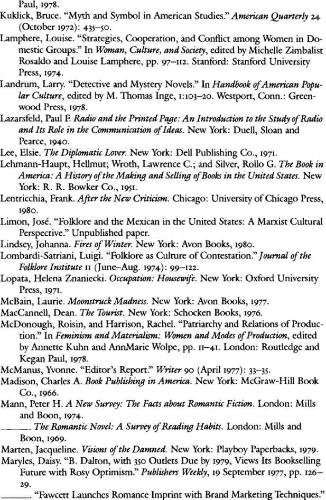 Paul, 1978.
Kuklick, Bruce. "Myth and Symbol in American Studies." American Quarterly 24
(October 1972): 435–50.
Lamphere, Louise. "Strategies, Cooperation, and Conflict among Women in Do-
mestic Groups." In Woman, Culture, and Society, edited by Michelle Zimbalist
Rosaldo and Louise Lamphere, pp. 97–112. Stanford: Stanford University
Press, 1974.
Landrum, Larry. "Detective and Mystery Novels." In Handbook of American Popu-
lar Culture, edited by M. Thomas Inge, 1:103–20. Westport, Conn.: Green-
wood Press, 1978.
Lazarsfeld, Paul F. Radio and the Printed Page: An Introduction to the Study of Radio
and Its Role in the Communication of Ideas. New York: Duell, Sloan and
Pearce, 1940.
Lee, Elsie. The Diplomatic Lover. New York: Dell Publishing Co., 1971.
Lehmann-Haupt, Hellmut; Wroth, Lawrence C.; and Silver, Rollo G. The Book in
America: A History of the Making and Selling of Books in the United States. New
York: R. R. Bowker Co., 1951.
Lentricchia, Frank. After the New Criticism. Chicago: University of Chicago Press,
1980.
Limon, José. "Folklore and the Mexican in the United States: A Marxist Cultural
Perspective." Unpublished paper.
Lindsey, Johanna. Fires of Winter. New York: Avon Books, 1980.
Lombardi-Satriani, Luigi. "Folklore as Culture of Contestation." Journal of the
Folklore Institute 11 (June–Aug. 1974): 99–122.
Lopata, Helena Znaniecki. Occupation: Housewife. New York: Oxford University
Press, 1971.
McBain, Laurie. Moonstruck Madness. New York: Avon Books, 1977.
MacCannell, Dean. The Tourist. New York: Schocken Books, 1976.
McDonough, Roisin, and Harrison, Rachel. "Patriarchy and Relations of Produc-
tion." In Feminism and Materialism: Women and Modes of Production, edited
by Annette Kuhn and AnnMarie Wolpe, pp. 11–41. London: Routledge and
Kegan Paul, 1978.
McManus, Yvonne. "Editor's Report." Writer 90 (April 1977): 33–35.
Madison, Charles A. Book Publishing in America. New York: McGraw-Hill Book
Co., 1966.
Mann, Peter H. A New Survey: The Facts about Romantic Fiction. London: Mills
and Boon, 1974.
———. The Romantic Novel: A Survey of Reading Habits. London: Mills and
Boon, 1969.
Marten, Jacqueline. Visions of the Damned. New York: Playboy Paperbacks, 1979.
Maryles, Daisy. "B. Dalton, with 350 Outlets Due by 1979, Views Its Bookselling
Future with Rosy Optimism." Publishers Weekly, 19 September 1977, pp. 126–
29.
———. "Fawcett Launches Romance Imprint with Brand Marketing Techniques."